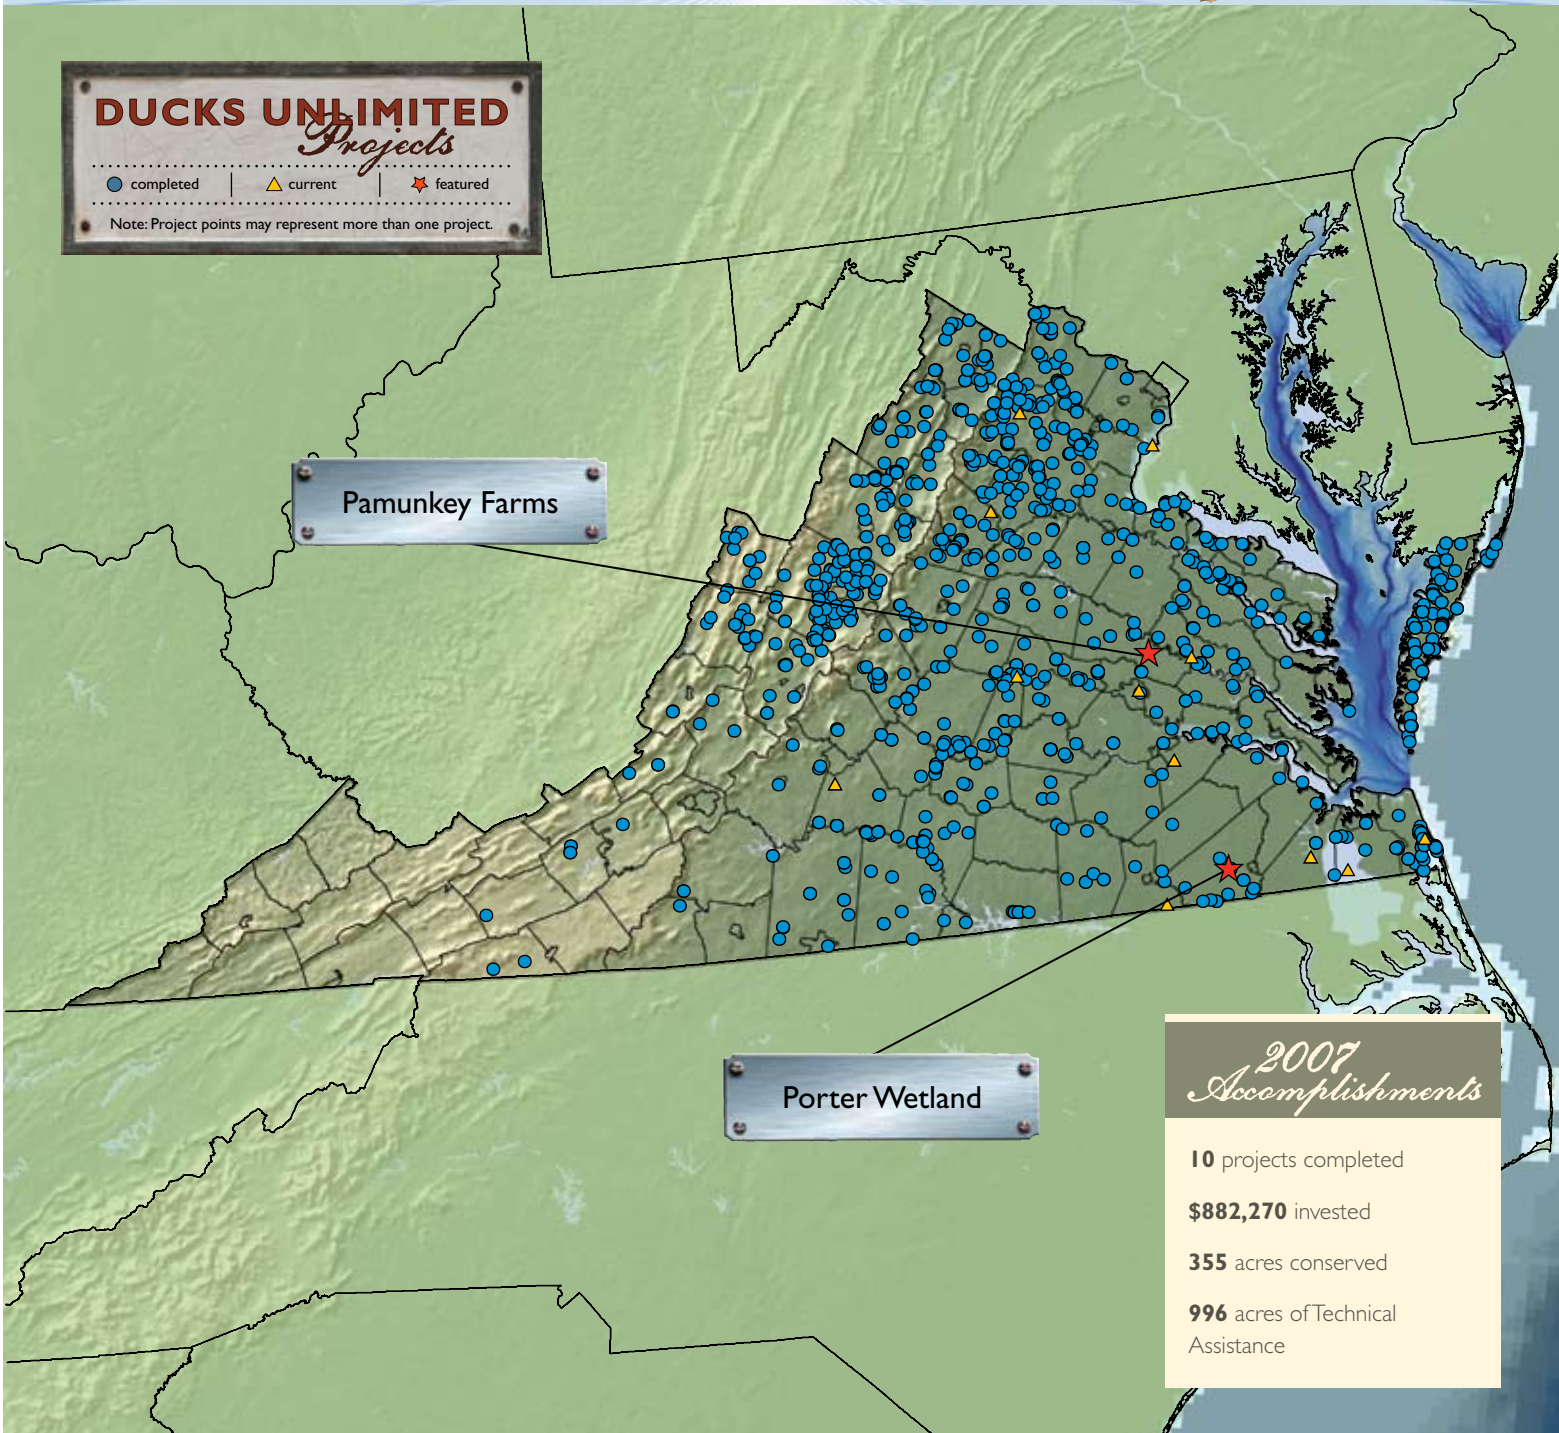 DUCKS UNLIMITED
Projects
completed | current | featured
Note: Project points may represent more than one project.
Pamunkey Farms
Porter Wetland
2007
Accomplishments
10 projects completed
$882,270 invested
355 acres conserved
996 acres of Technical
Assistance